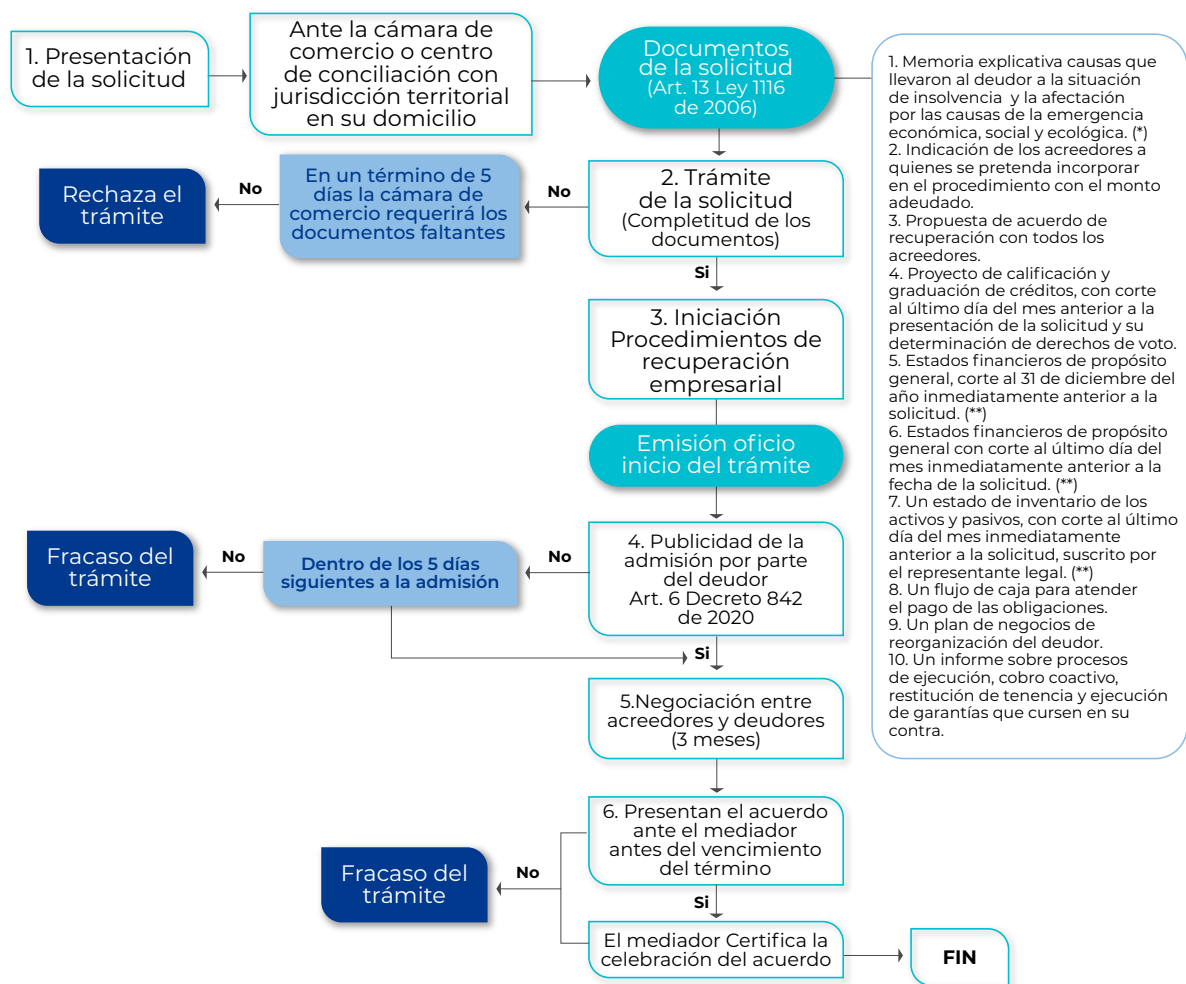 1. Presentación
de la solicitud
Ante la cámara de
comercio o centro
de conciliación con
jurisdicción territorial
en su domicilio
Documentos
de la solicitud
(Art. 13 Ley 1116
de 2006)
1. Memoria explicativa causas que
llevaron al deudor a la situación
de insolvencia y la afectación
por las causas de la emergencia
económica, social y ecológica. (*)
2. Indicación de los acreedores a
quienes se pretenda incorporar
en el procedimiento con el monto
adeudado.
3. Propuesta de acuerdo de
recuperación con todos los
acreedores.
4. Proyecto de calificación y
graduación de créditos, con corte
al último día del mes anterior a la
presentación de la solicitud y su
determinación de derechos de voto.
5. Estados financieros de propósito
general, corte al 31 de diciembre del
año inmediatamente anterior a la
solicitud. (**)
6. Estados financieros de propósito
general con corte al último día del
mes inmediatamente anterior a la
fecha de la solicitud. (**)
7. Un estado de inventario de los
activos y pasivos, con corte al último
día del mes inmediatamente
anterior a la solicitud, suscrito por
el representante legal. (**)
8. Un flujo de caja para atender
el pago de las obligaciones.
9. Un plan de negocios de
reorganización del deudor.
10. Un informe sobre procesos
de ejecución, cobro coactivo,
restitución de tenencia y ejecución
de garantías que cursen en su
contra.
2. Trámite
de la solicitud
(Completitud de los
documentos)
No
En un término de 5
días la cámara de
comercio requerirá los
documentos faltantes
No
Rechaza el
trámite
Si
3. Iniciación
Procedimientos de
recuperación
empresarial
Emisión oficio
inicio del trámite
4. Publicidad de la
admisión por parte
del deudor
Art. 6 Decreto 842
de 2020
No
Dentro de los 5 días
siguientes a la admisión
No
Fracaso del
trámite
Si
5.Negociación entre
acreedores y deudores
(3 meses)
6. Presentan el acuerdo
ante el mediador
antes del vencimiento
del término
No
Fracaso del
trámite
Si
El mediador Certifica la
celebración del acuerdo
FIN